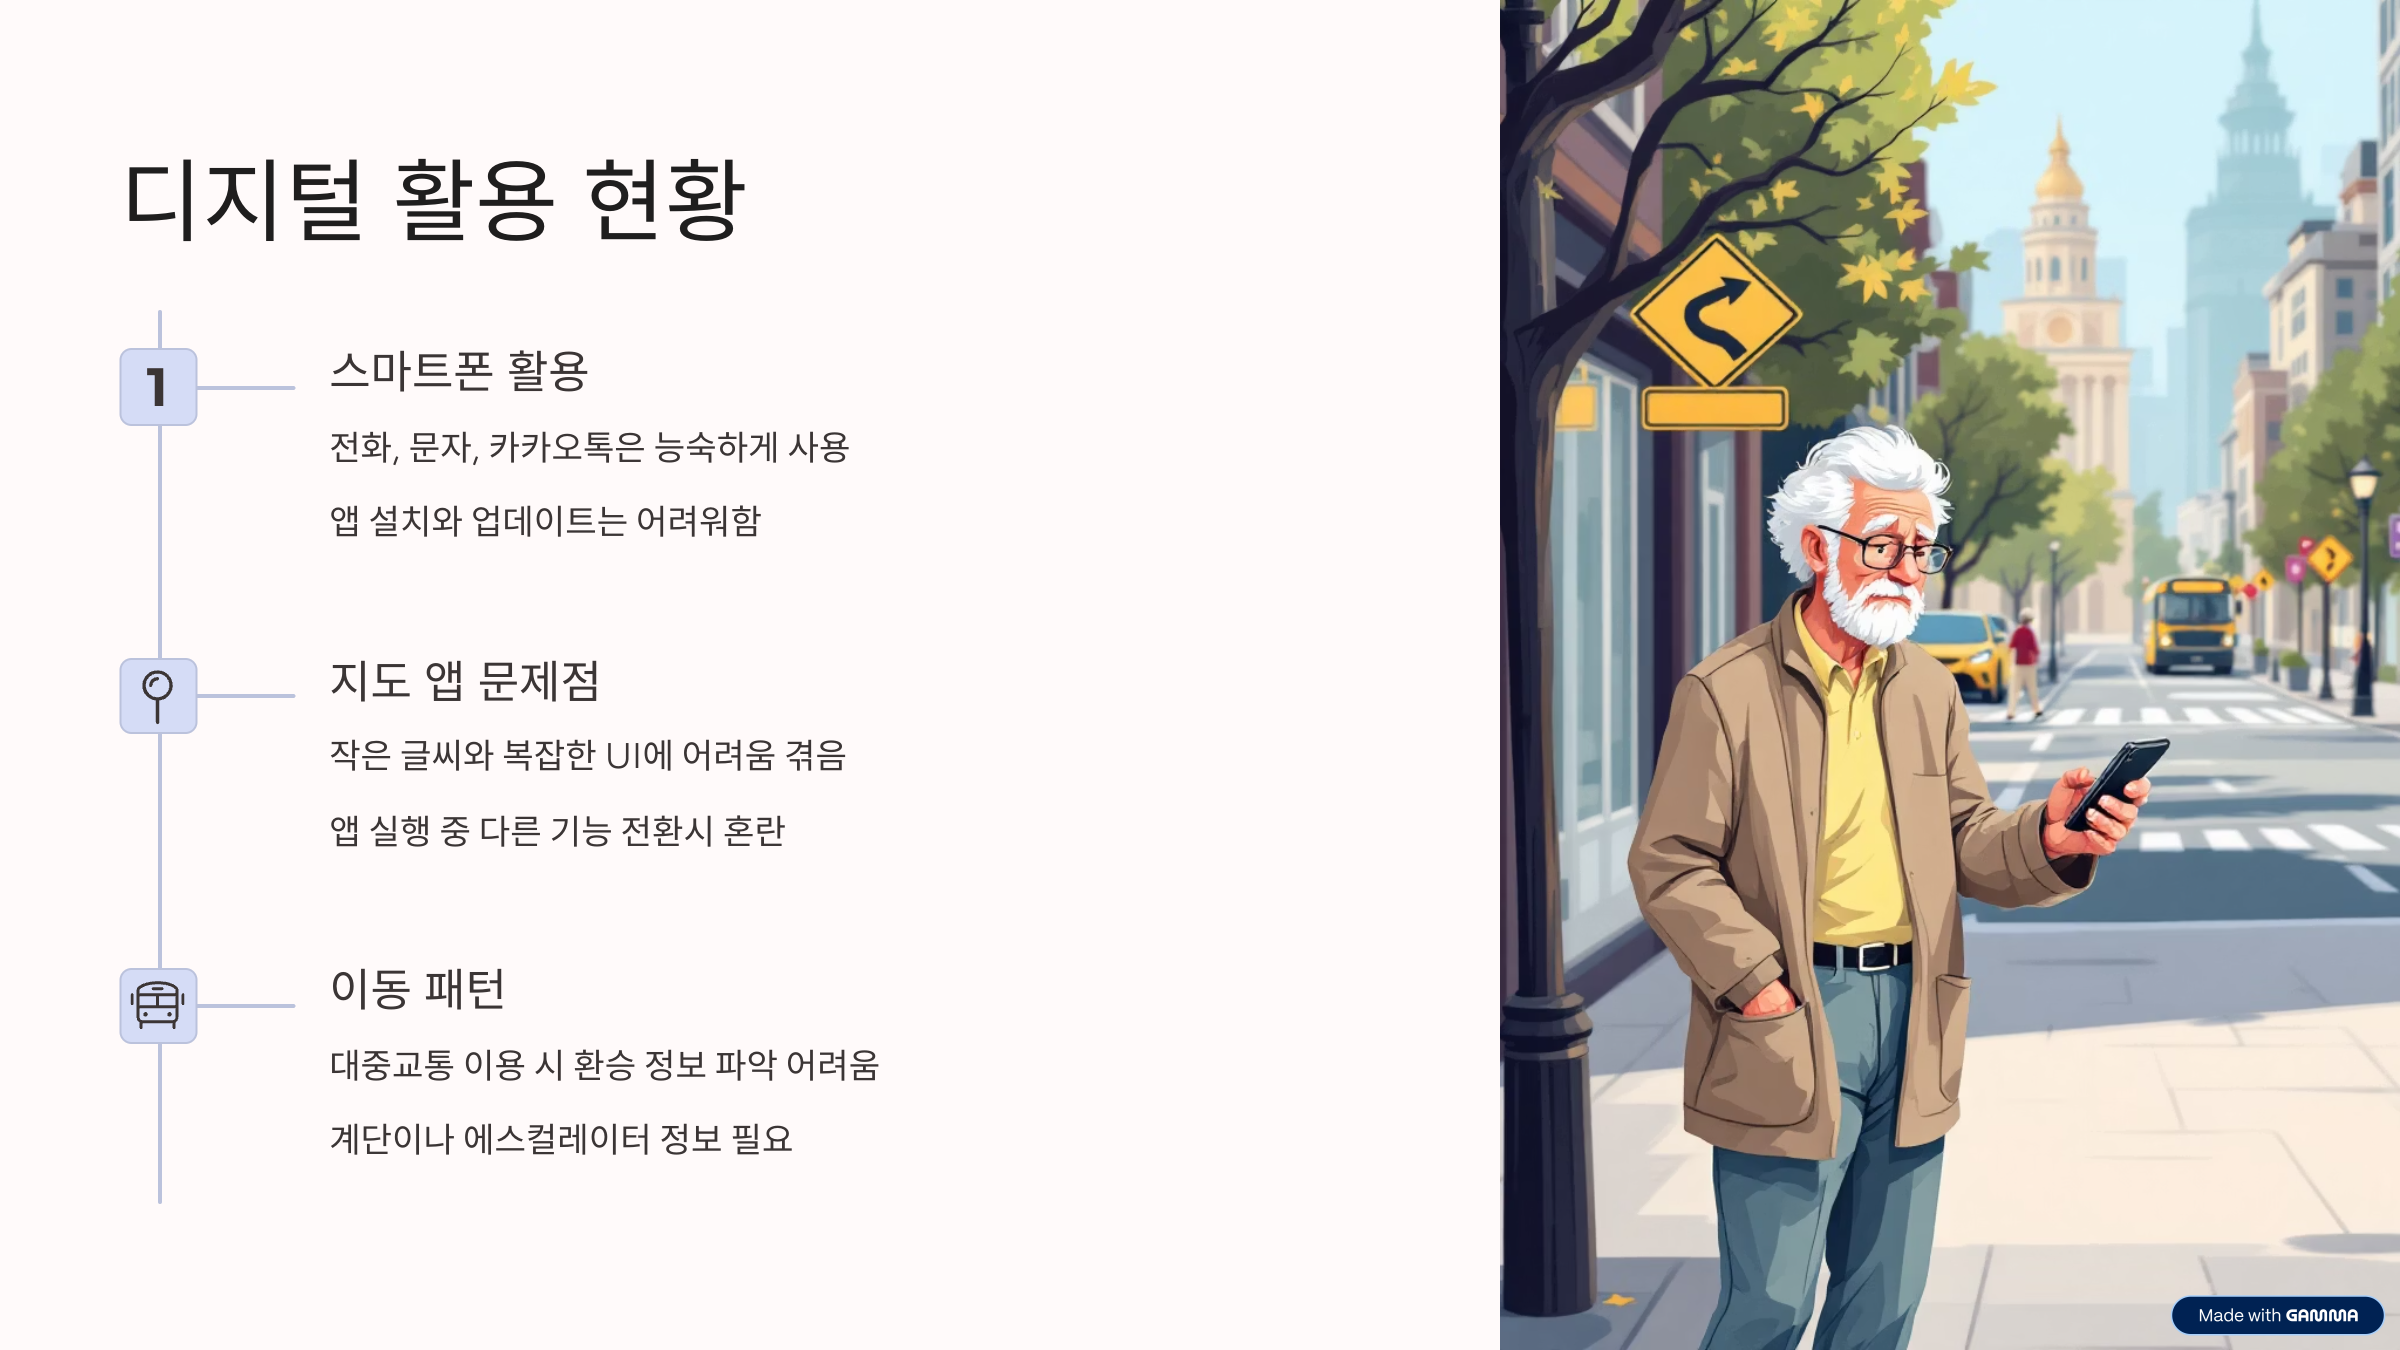 디지털 활용 현황
1
스마트폰 활용
전화, 문자, 카카오톡은 능숙하게 사용
앱 설치와 업데이트는 어려워함
지도 앱 문제점
작은 글씨와 복잡한 UI에 어려움 겪음
앱 실행 중 다른 기능 전환시 혼란
이동 패턴
대중교통 이용 시 환승 정보 파악 어려움
계단이나 에스컬레이터 정보 필요
Made with GAMMA